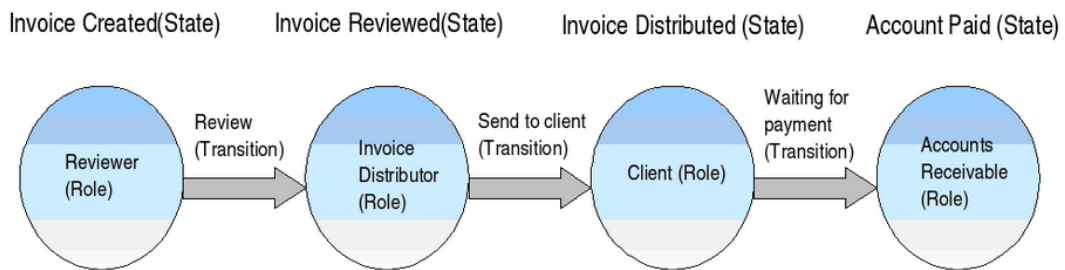 Invoice Created(State)
Invoice Reviewed(State)
Invoice Distributed (State)
Account Paid (State)
Reviewer
(Role)
Review
(Transition)
Invoice
Distributor
(Role)
Send to client
(Transition)
Client (Role)
Waiting for
payment
(Transition)
Accounts
Receivable
(Role)